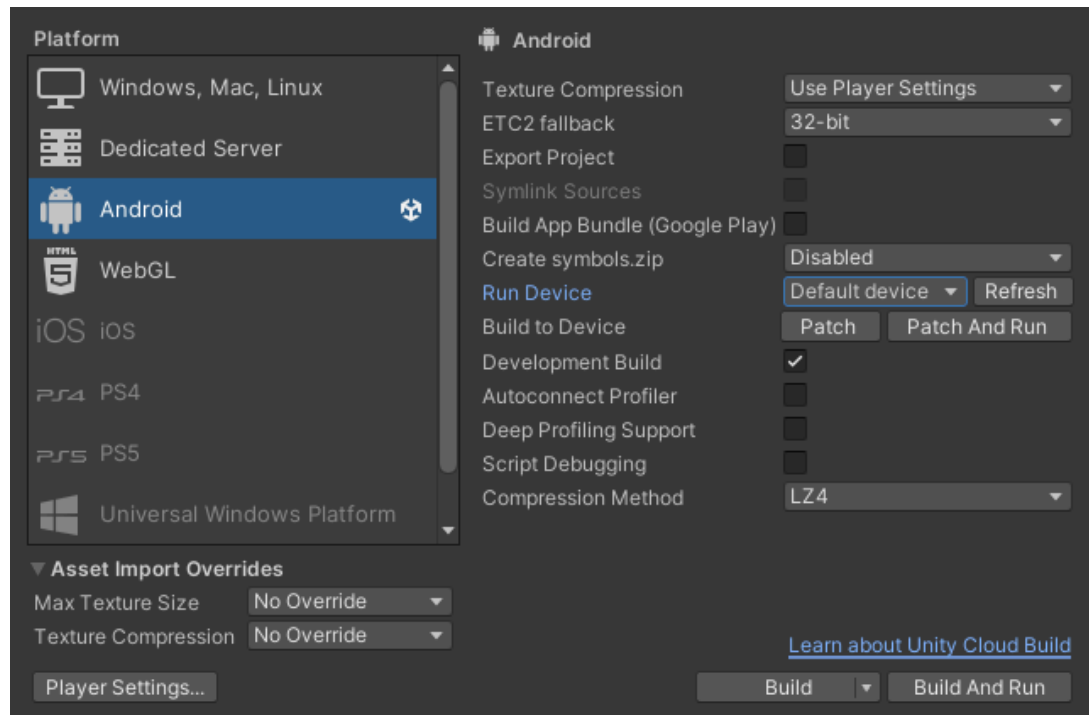 Platform
Windows, Mac, Linux
Dedicated Server
Android
HTML
5
WebGL
iOS iOS
PS4 PS4
PS5 PS5
Universal Windows Platform
Asset Import Overrides
Max Texture Size No Override
Texture Compression No Override
Player Settings...
Android
Texture Compression Use Player Settings
ETC2 fallback 32-bit
Export Project
Symlink Sources
Build App Bundle (Google Play)
Create symbols.zip Disabled
Run Device Default device Refresh
Build to Device Patch Patch And Run
Development Build
Autoconnect Profiler
Deep Profiling Support
Script Debugging
Compression Method LZ4
Learn about Unity Cloud Build
Build Build And Run